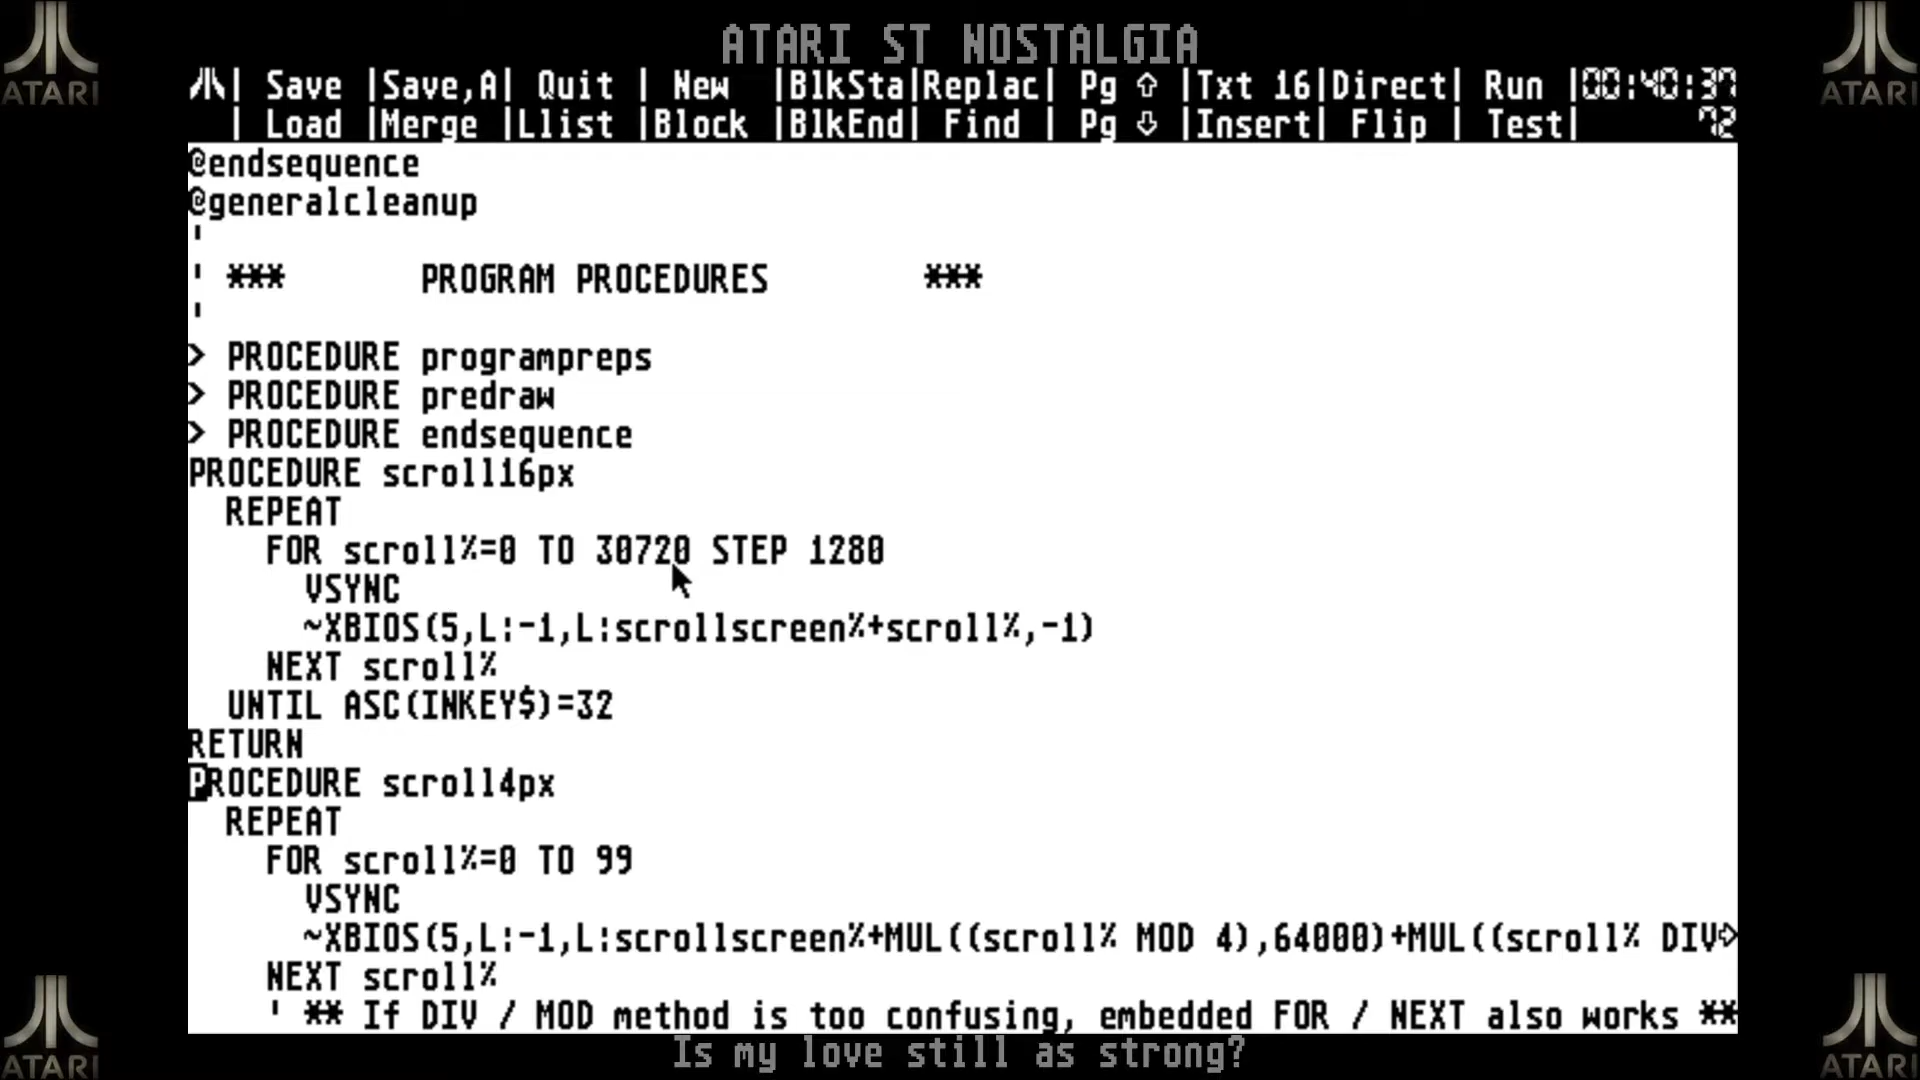 ATARI ST NOSTALGIA
| Save |Save,A| Quit | New |BlkSta|Replac| Pg ⇧ |Txt 16|Direct| Run |00:40:37
| Load |Merge |Llist |Block |BlkEnd| Find | Pg ⇩ |Insert| Flip | Test| 72
@endsequence
@generalcleanup
'
' *** PROGRAM PROCEDURES ***
'
> PROCEDURE programpreps
> PROCEDURE predraw
> PROCEDURE endsequence
PROCEDURE scroll16px
REPEAT
FOR scroll%=0 TO 30720 STEP 1280
VSYNC
~XBIOS(5,L:-1,L:scrollscreen%+scroll%,-1)
NEXT scroll%
UNTIL ASC(INKEY$)=32
RETURN
PROCEDURE scroll4px
REPEAT
FOR scroll%=0 TO 99
VSYNC
~XBIOS(5,L:-1,L:scrollscreen%+MUL((scroll% MOD 4),64000)+MUL((scroll% DIV⇨
NEXT scroll%
' ** If DIV / MOD method is too confusing, embedded FOR / NEXT also works **
Is my love still as strong?
ATARI
ATARI
ATARI
ATARI